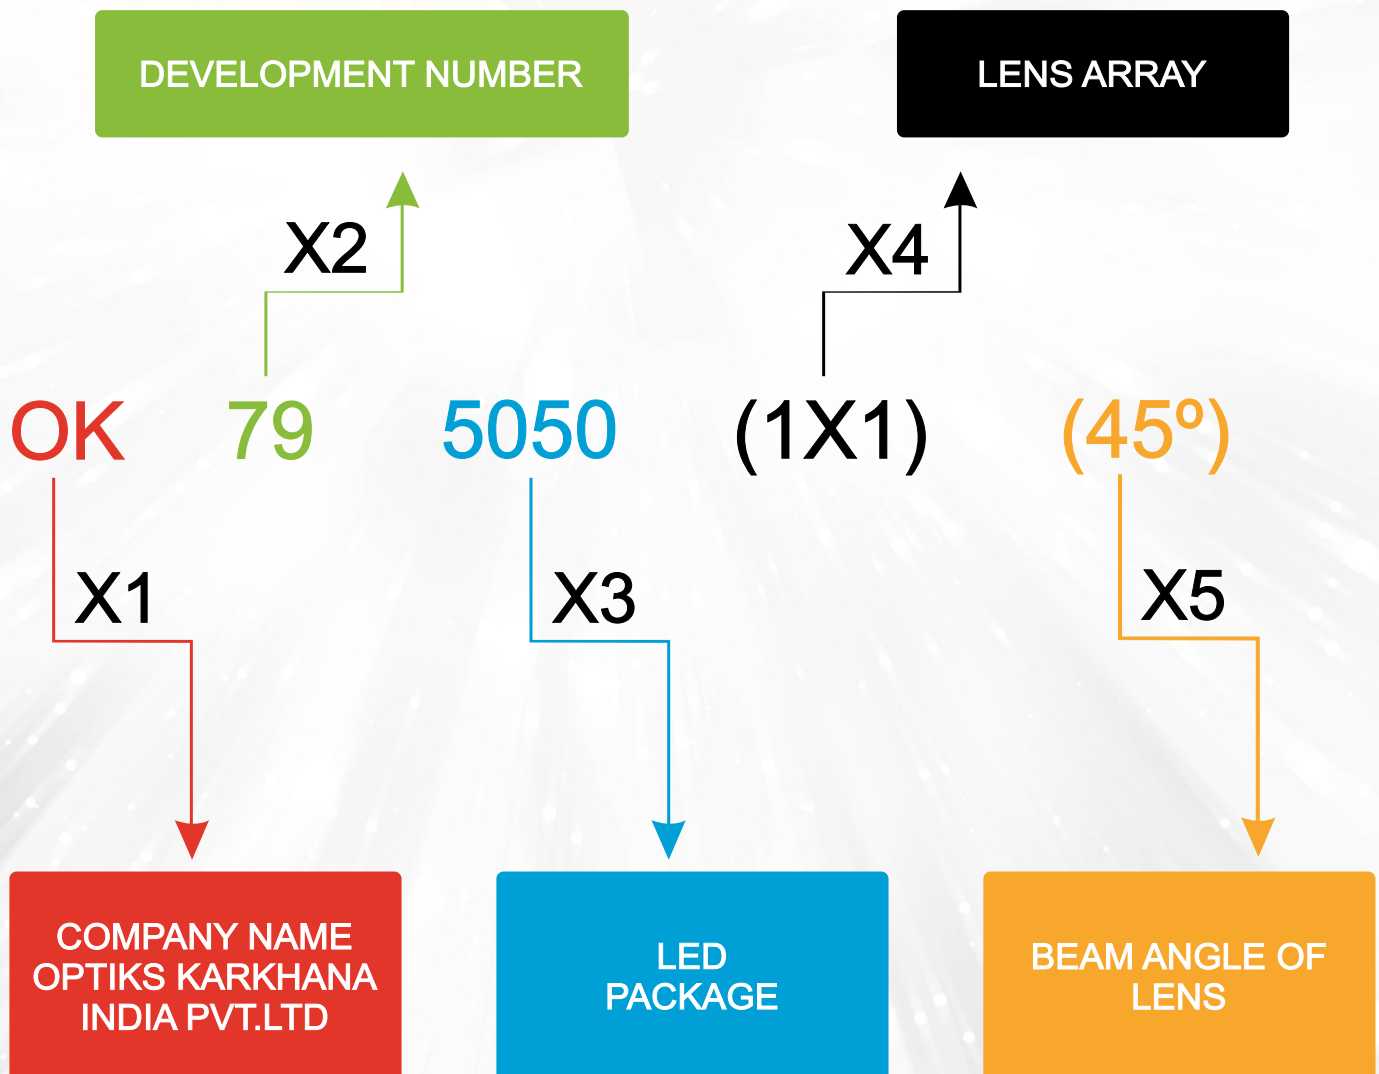 DEVELOPMENT NUMBER
LENS ARRAY
X2
X4
OK 79 5050 (1X1) (45º)
X1
X3
X5
COMPANY NAME
OPTIKS KARKHANA
INDIA PVT.LTD
LED
PACKAGE
BEAM ANGLE OF
LENS